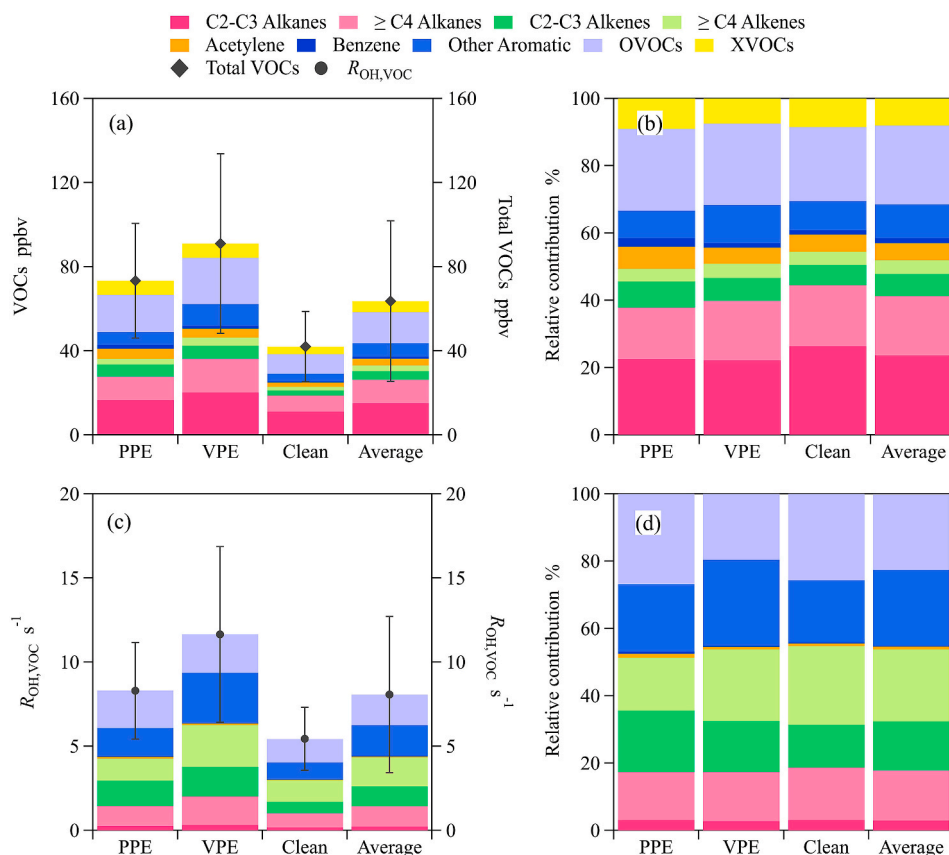 C2-C3 Alkanes ≥ C4 Alkanes C2-C3 Alkenes ≥ C4 Alkenes
Acetylene Benzene Other Aromatic OVOCs XVOCs
Total VOCs R_OH,VOC
(a)
VOCs ppbv
160
120
80
40
0
160
120
80
40
0
Total VOCs ppbv
PPE VPE Clean Average
(b)
Relative contribution %
100
80
60
40
20
0
PPE VPE Clean Average
(c)
R_OH,VOC s⁻¹
20
15
10
5
0
20
15
10
5
0
R_OH,VOC s⁻¹
PPE VPE Clean Average
(d)
Relative contribution %
100
80
60
40
20
0
PPE VPE Clean Average